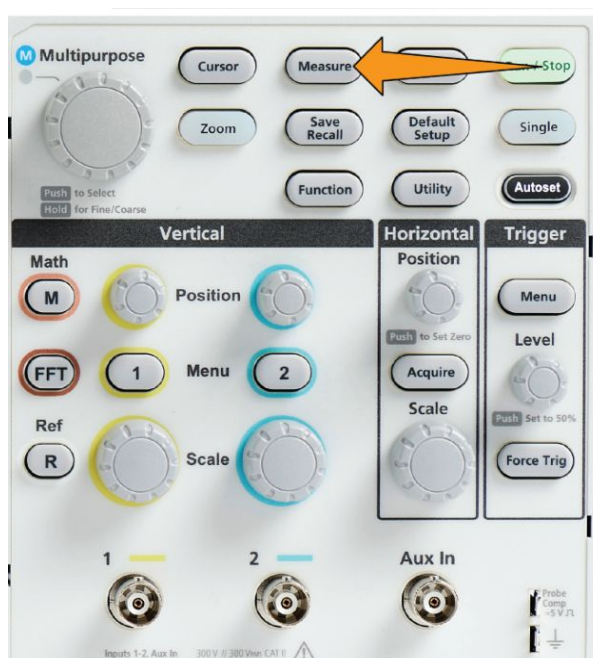 M Multipurpose
Cursor
Measure
/ Stop
Zoom
Save
Recall
Default
Setup
Single
Push to Select
Hold for Fine/Coarse
Function
Utility
Autoset
Vertical
Horizontal
Trigger
Math
M
Position
Position
Push to Set Zero
Menu
Level
FFT
1
Menu
2
Acquire
Push Set to 50%
Ref
R
Scale
Scale
Force Trig
1
2
Aux In
Inputs 1-2, Aux In
300 V CAT II
Probe
Comp
~5 V